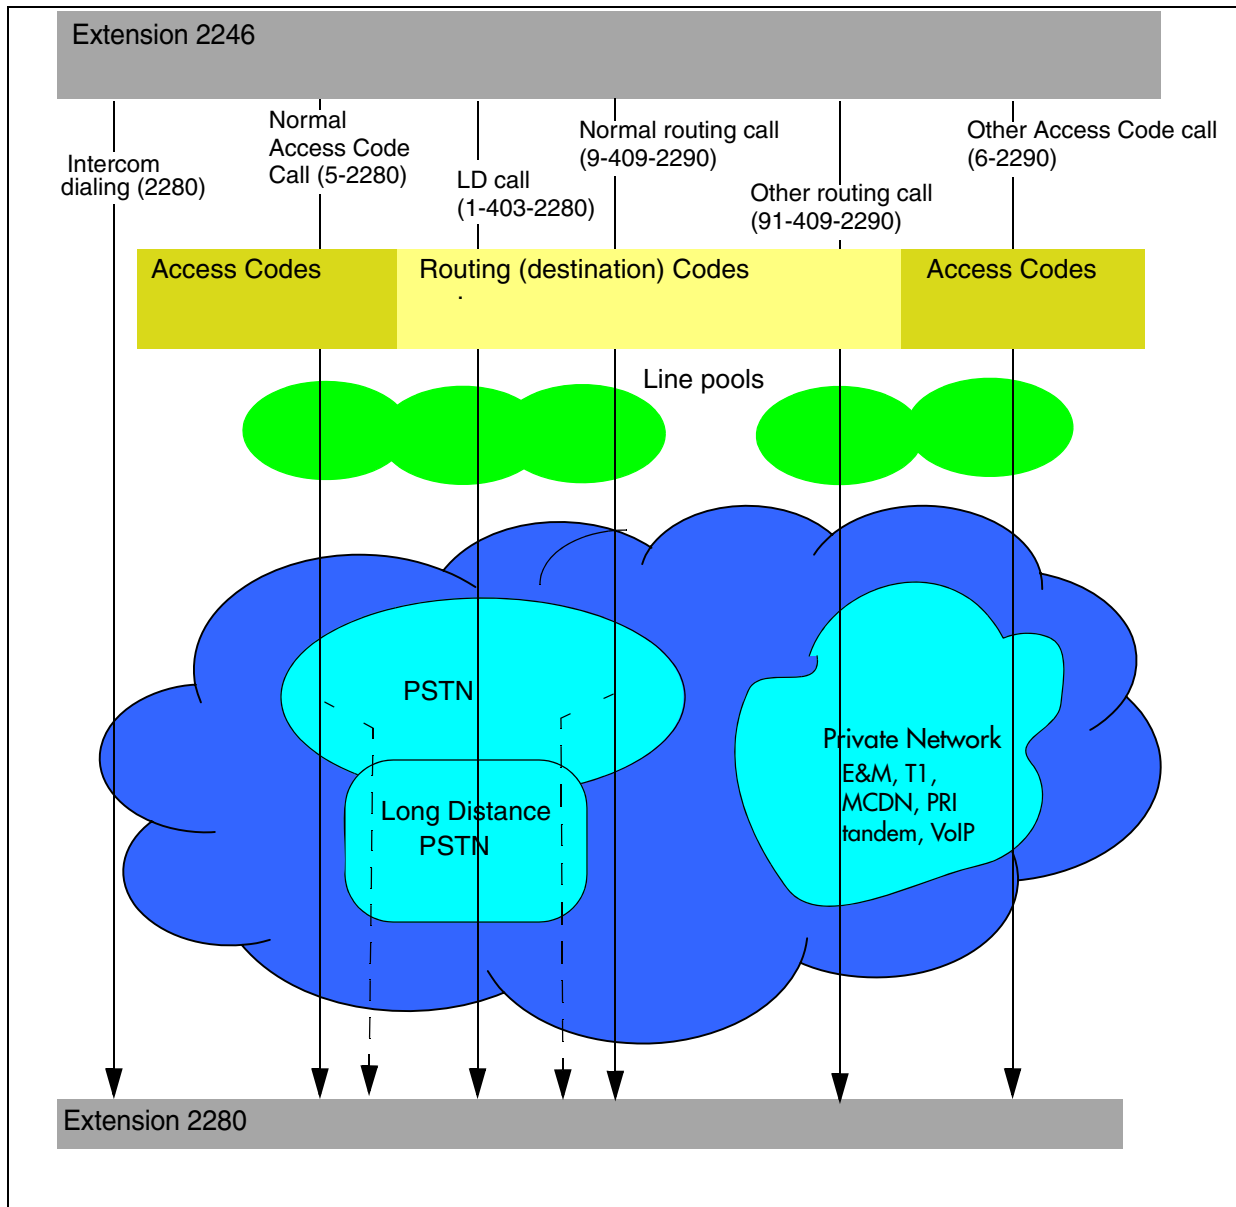 Extension 2246
Intercom
dialing (2280)
Normal
Access Code
Call (5-2280)
LD call
(1-403-2280)
Normal routing call
(9-409-2290)
Other routing call
(91-409-2290)
Other Access Code call
(6-2290)
Access Codes
Routing (destination) Codes
Access Codes
Line pools
PSTN
Long Distance
PSTN
Private Network
E&M, T1,
MCDN, PRI
tandem, VoIP
Extension 2280